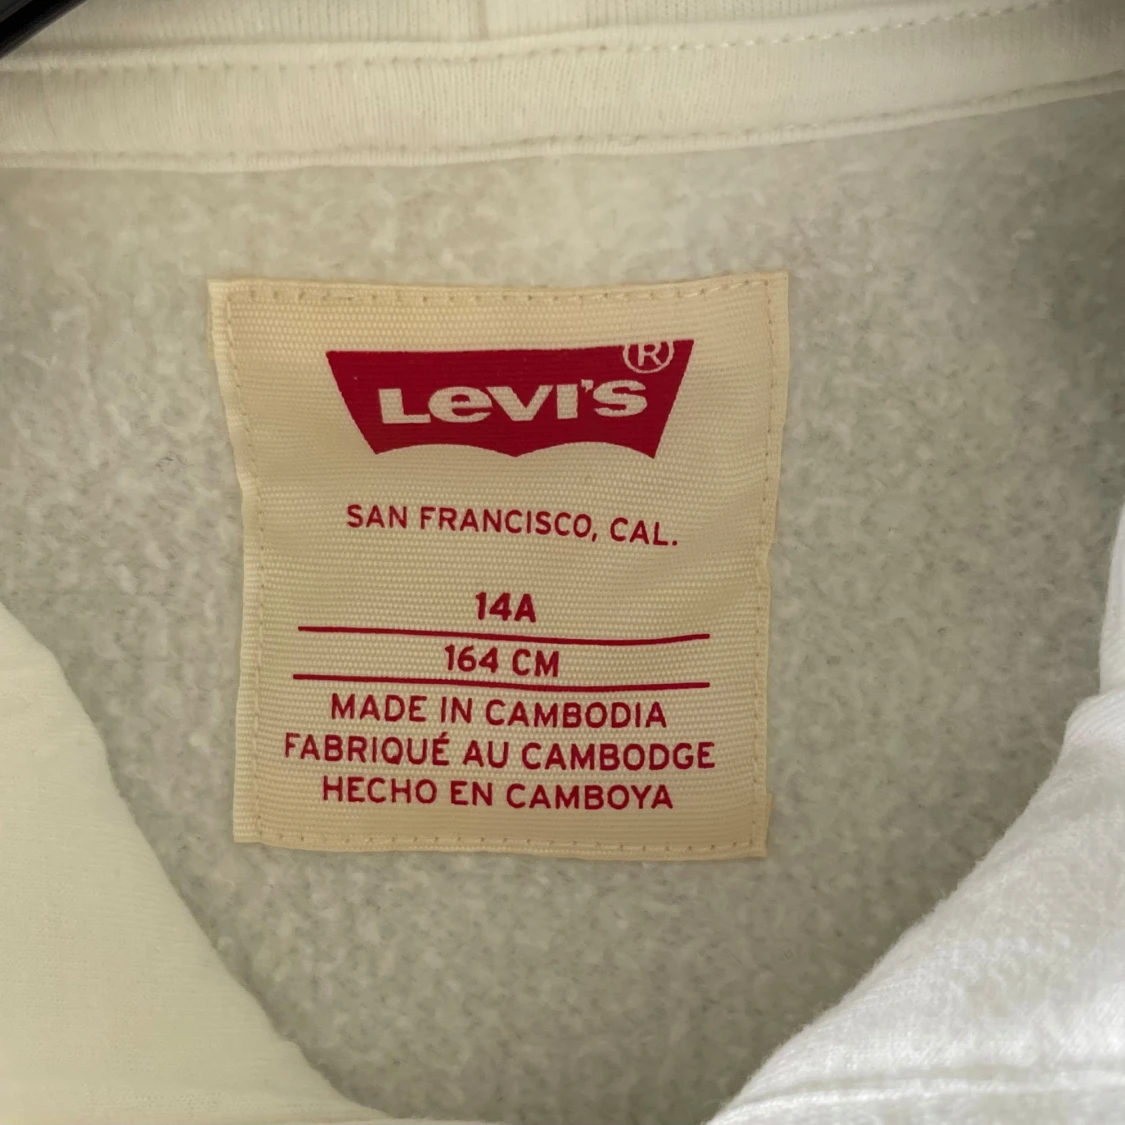 Levi's®
SAN FRANCISCO, CAL.
14A
164 CM
MADE IN CAMBODIA
FABRIQUÉ AU CAMBODGE
HECHO EN CAMBOYA